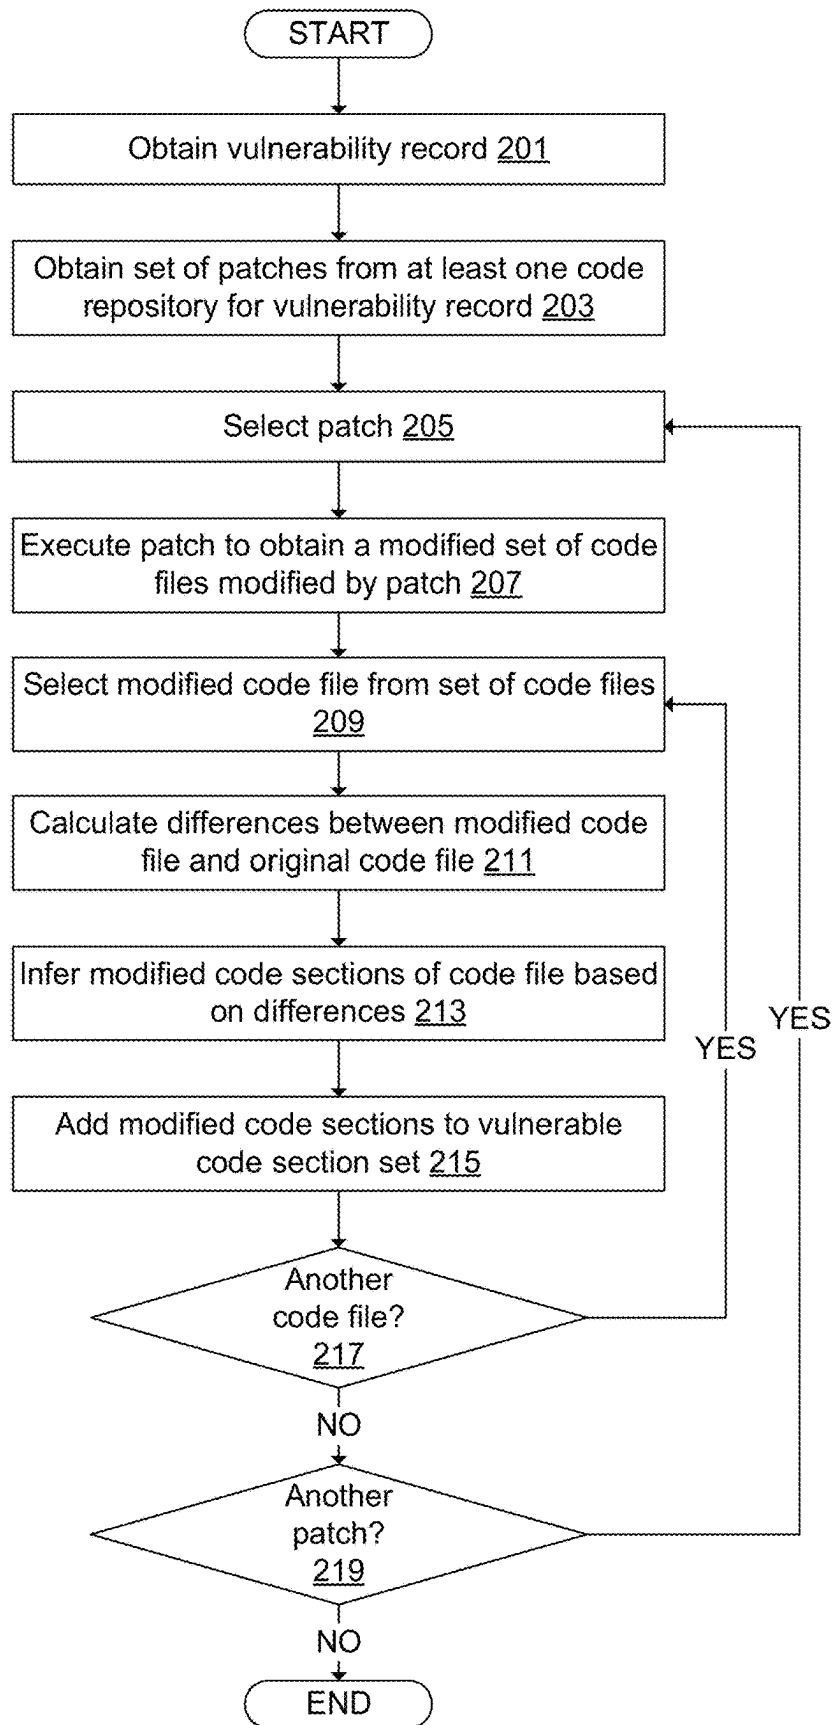 START
Obtain vulnerability record 201
Obtain set of patches from at least one code
repository for vulnerability record 203
Select patch 205
Execute patch to obtain a modified set of code
files modified by patch 207
Select modified code file from set of code files
209
Calculate differences between modified code
file and original code file 211
Infer modified code sections of code file based
on differences 213
YES
YES
Add modified code sections to vulnerable
code section set 215
Another
code file?
217
NO
Another
patch?
219
NO
END